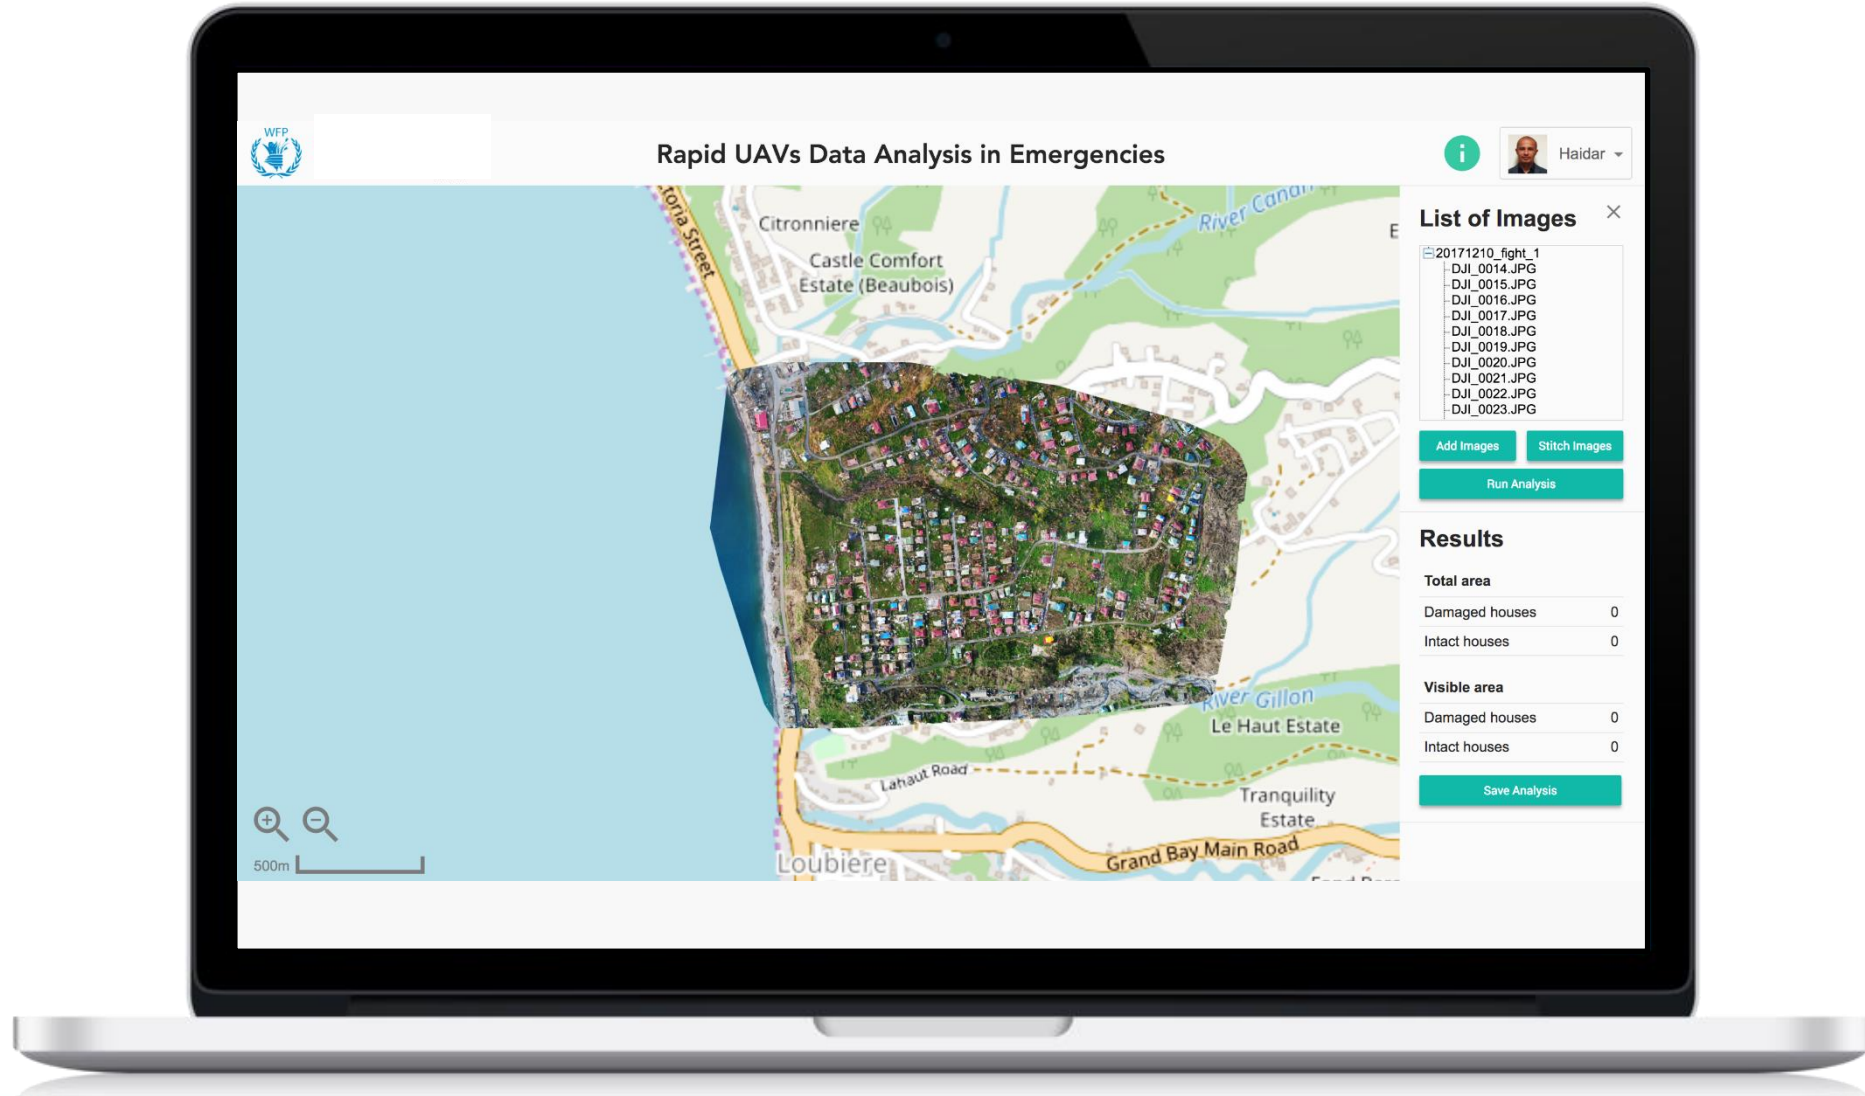 WFP
Rapid UAVs Data Analysis in Emergencies
i
Haidar
toria Street
Citronniere
Castle Comfort
Estate (Beaubois)
River Canari
E
River Gillon
Le Haut Estate
Lahaut Road
Tranquility
Estate
Grand Bay Main Road
Loubiere
500m
List of Images
20171210_fight_1
DJI_0014.JPG
DJI_0015.JPG
DJI_0016.JPG
DJI_0017.JPG
DJI_0018.JPG
DJI_0019.JPG
DJI_0020.JPG
DJI_0021.JPG
DJI_0022.JPG
DJI_0023.JPG
Add Images
Stitch Images
Run Analysis
Results
Total area
Damaged houses 0
Intact houses 0
Visible area
Damaged houses 0
Intact houses 0
Save Analysis